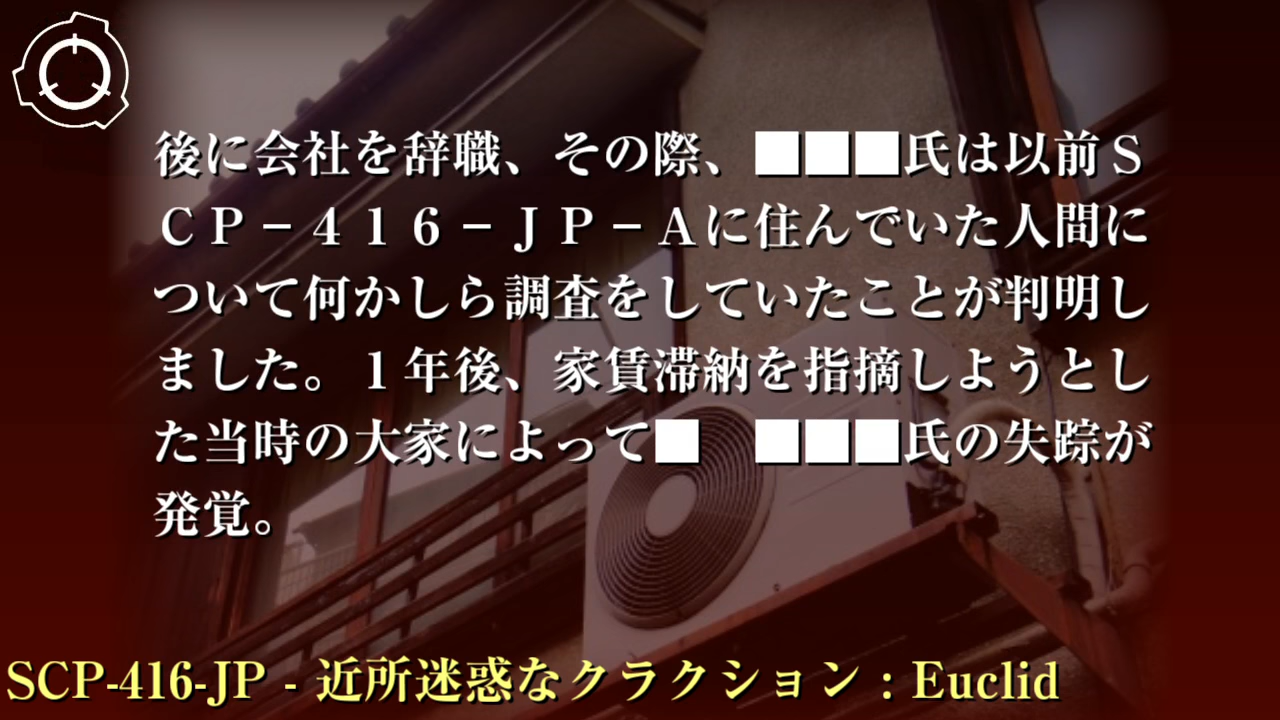 後に会社を辞職、その際、■■■氏は以前Ｓ
ＣＰ－４１６－ＪＰ－Ａに住んでいた人間に
ついて何かしら調査をしていたことが判明し
ました。１年後、家賃滞納を指摘しようとし
た当時の大家によって■　■■■氏の失踪が
発覚。
SCP-416-JP - 近所迷惑なクラクション : Euclid